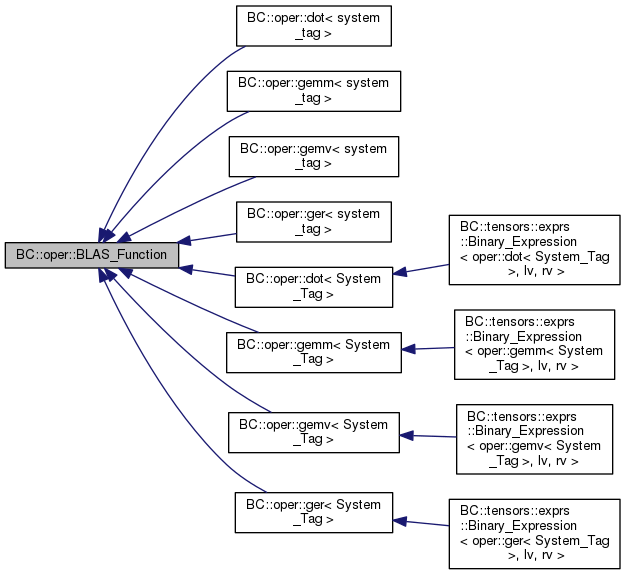 BC::oper::dot< system
_tag >
BC::oper::gemm< system
_tag >
BC::oper::gemv< system
_tag >
BC::oper::ger< system
_tag >
BC::oper::BLAS_Function
BC::oper::dot< System
_Tag >
BC::tensors::exprs
::Binary_Expression
< oper::dot< System_Tag
>, lv, rv >
BC::oper::gemm< System
_Tag >
BC::tensors::exprs
::Binary_Expression
< oper::gemm< System
_Tag >, lv, rv >
BC::oper::gemv< System
_Tag >
BC::tensors::exprs
::Binary_Expression
< oper::gemv< System
_Tag >, lv, rv >
BC::oper::ger< System
_Tag >
BC::tensors::exprs
::Binary_Expression
< oper::ger< System_Tag
>, lv, rv >